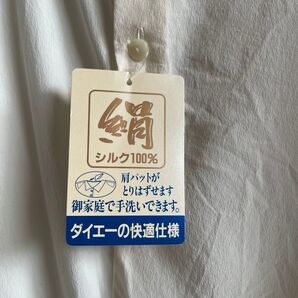 絹
シルク100%
肩パットが
とりはずせます
御家庭で手洗いできます。
ダイエーの快適仕様